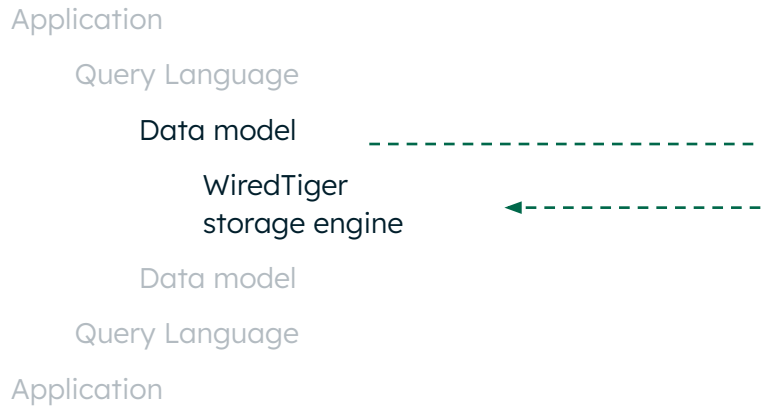 Application
Query Language
Data model
WiredTiger
storage engine
Data model
Query Language
Application